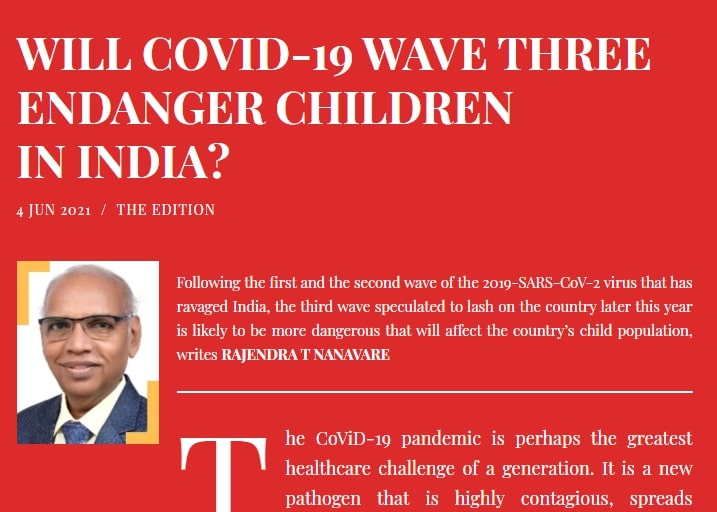 WILL COVID-19 WAVE THREE
ENDANGER CHILDREN
IN INDIA?
4 JUN 2021 / THE EDITION
Following the first and the second wave of the 2019-SARS-CoV-2 virus that has
ravaged India, the third wave speculated to lash on the country later this year
is likely to be more dangerous that will affect the country's child population,
writes RAJENDRA T NANAVARE
The CoViD-19 pandemic is perhaps the greatest
healthcare challenge of a generation. It is a new
pathogen that is highly contagious, spreads